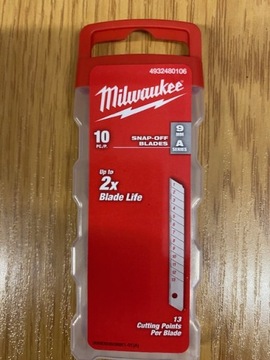 4932480106
Milwaukee
10
PC./P.
SNAP-OFF
BLADES
9
MM
A
SERIES
Up to
2x
Blade Life
13
Cutting Points
Per Blade